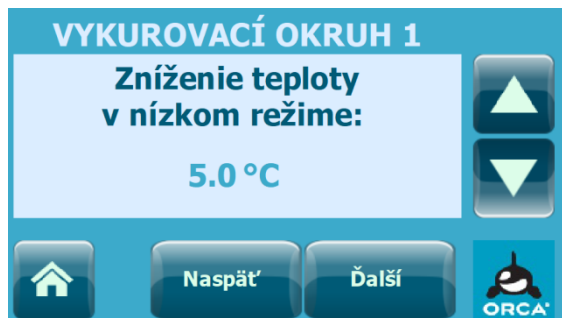 VYKUROVACÍ OKRUH 1
Zníženie teploty
v nízkom režime:
5.0 °C
Naspäť
Ďalší
ORCA